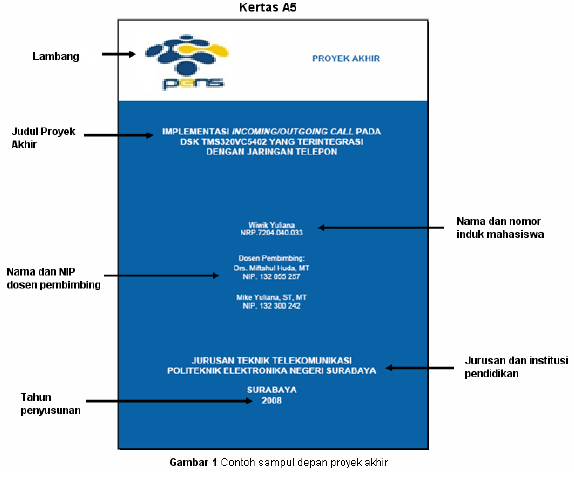 Kertas A5
Lambang
pens
PROYEK AKHIR
Judul Proyek
Akhir
IMPLEMENTASI INCOMING/OUTGOING CALL PADA
DSK TMS320VC5402 YANG TERINTEGRASI
DENGAN JARINGAN TELEPON
Wiwik Yuliana
NRP.7204.040.033
Nama dan nomor
induk mahasiswa
Nama dan NIP
dosen pembimbing
Dosen Pembimbing:
Drs. Miftahul Huda, MT
NIP. 132 055 257
Mike Yuliana, ST, MT
NIP. 132 300 242
JURUSAN TEKNIK TELEKOMUNIKASI
POLITEKNIK ELEKTRONIKA NEGERI SURABAYA
Jurusan dan institusi
pendidikan
Tahun
penyusunan
SURABAYA
2008
Gambar 1 Contoh sampul depan proyek akhir